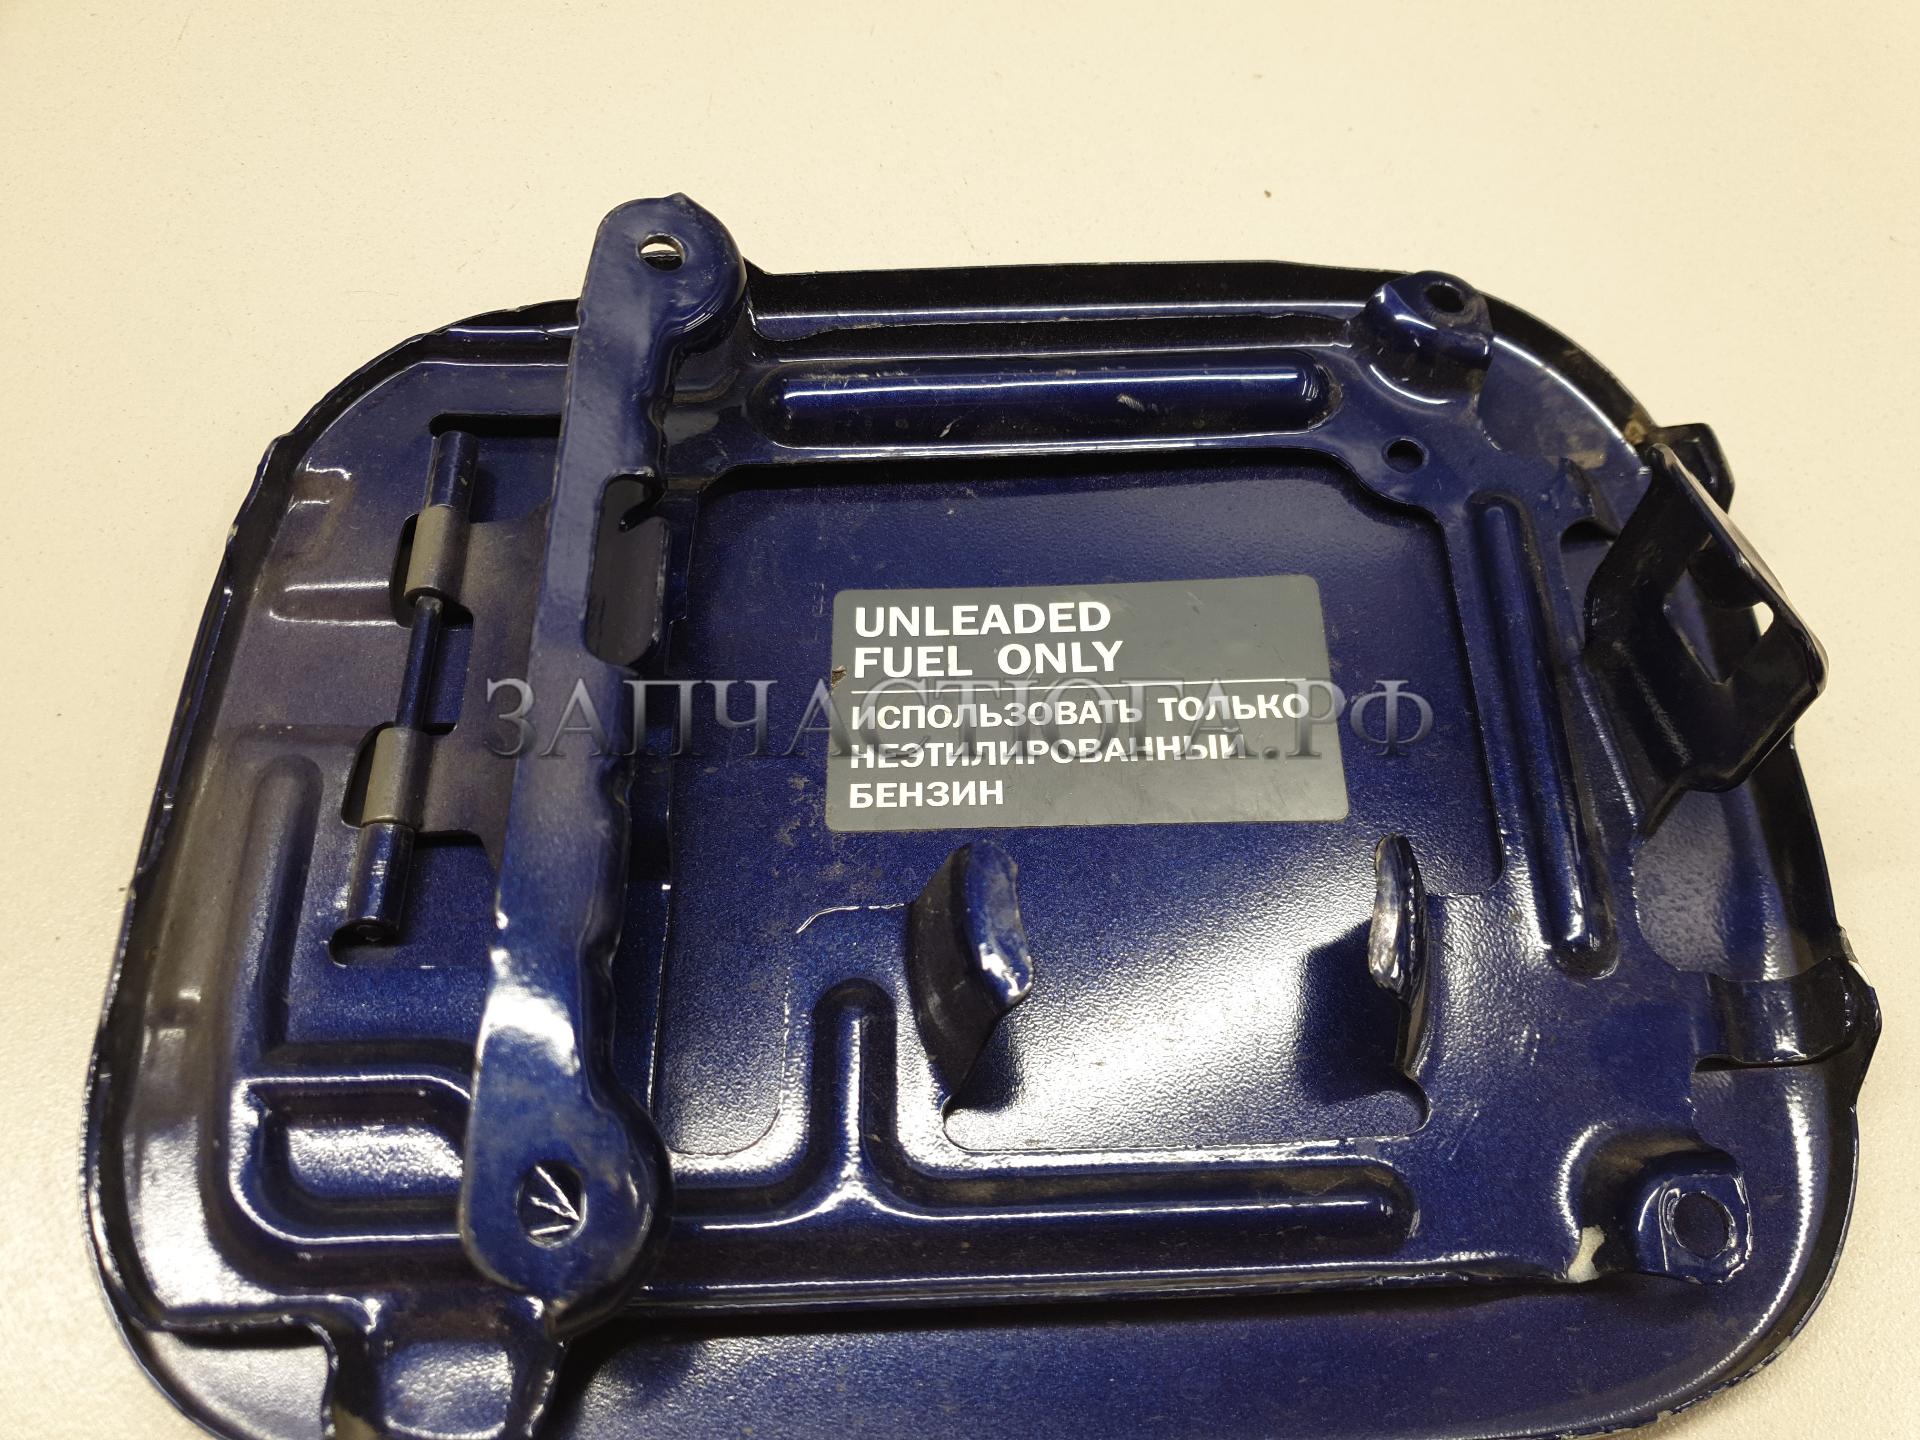 UNLEADED
FUEL ONLY
ИСПОЛЬЗОВАТЬ ТОЛЬКО
НЕЭТИЛИРОВАННЫЙ
БЕНЗИН
ЗАПЧАСТЮГА.РФ